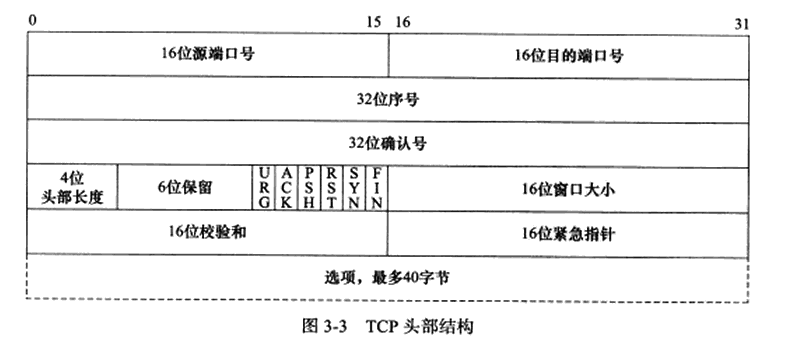 0 15 16 31
16位源端口号 16位目的端口号
32位序号
32位确认号
4位
头部长度
6位保留
URG
ACK
PSH
RST
SYN
FIN
16位窗口大小
16位校验和 16位紧急指针
选项，最多40字节
图 3-3 TCP 头部结构